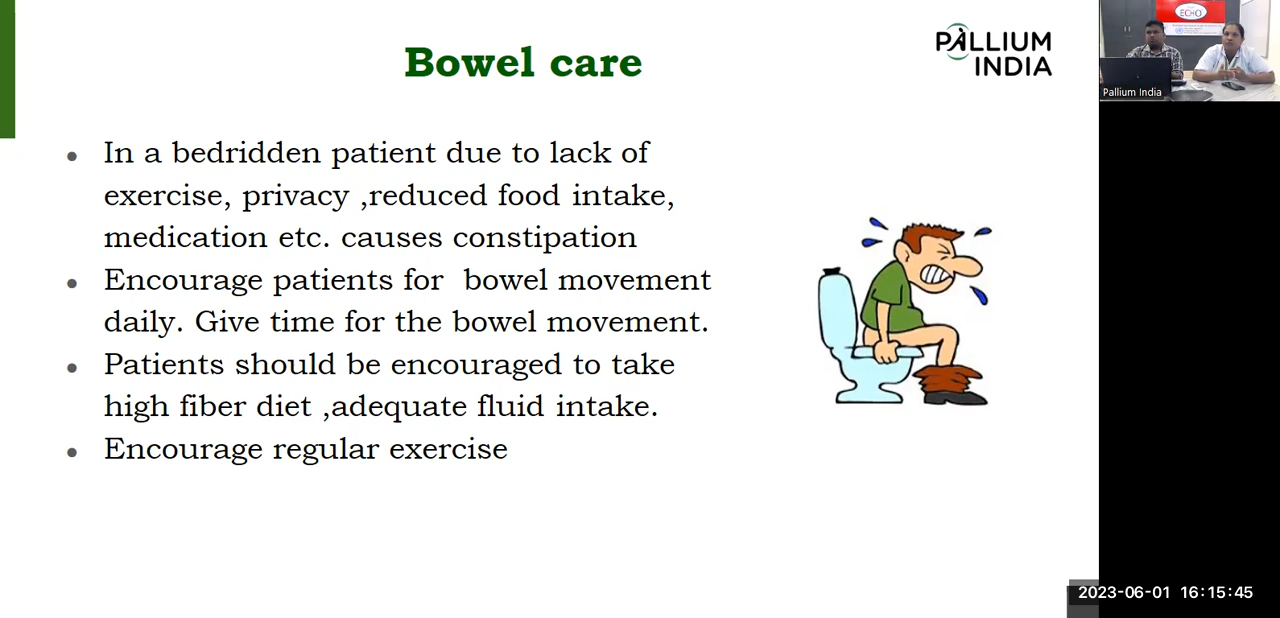 Bowel care
PALLIUM
INDIA
• In a bedridden patient due to lack of
exercise, privacy ,reduced food intake,
medication etc. causes constipation
• Encourage patients for  bowel movement
daily. Give time for the bowel movement.
• Patients should be encouraged to take
high fiber diet ,adequate fluid intake.
• Encourage regular exercise
ECHO
Pallium India
2023-06-01 16:15:45